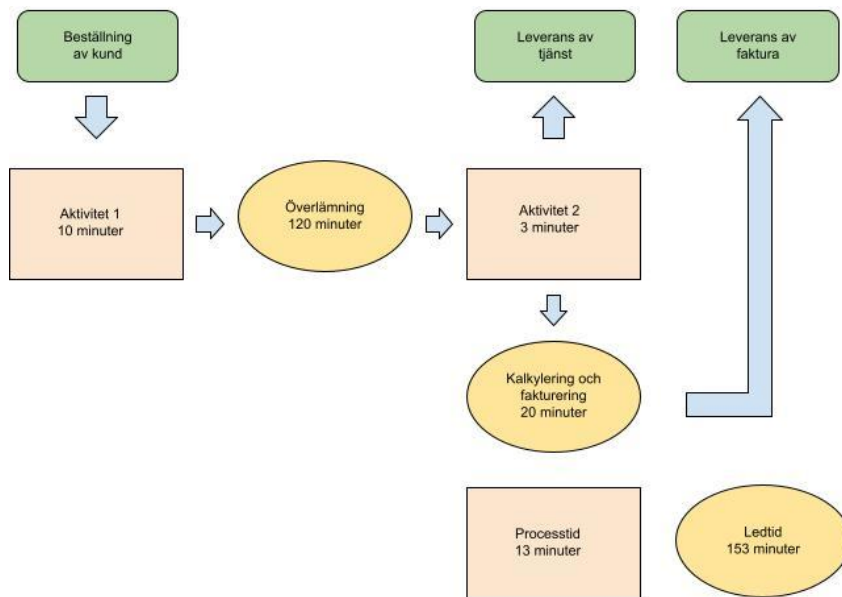 Beställning
av kund
Leverans av
tjänst
Leverans av
faktura
Aktivitet 1
10 minuter
Överlämning
120 minuter
Aktivitet 2
3 minuter
Kalkylering och
fakturering
20 minuter
Processtid
13 minuter
Ledtid
153 minuter